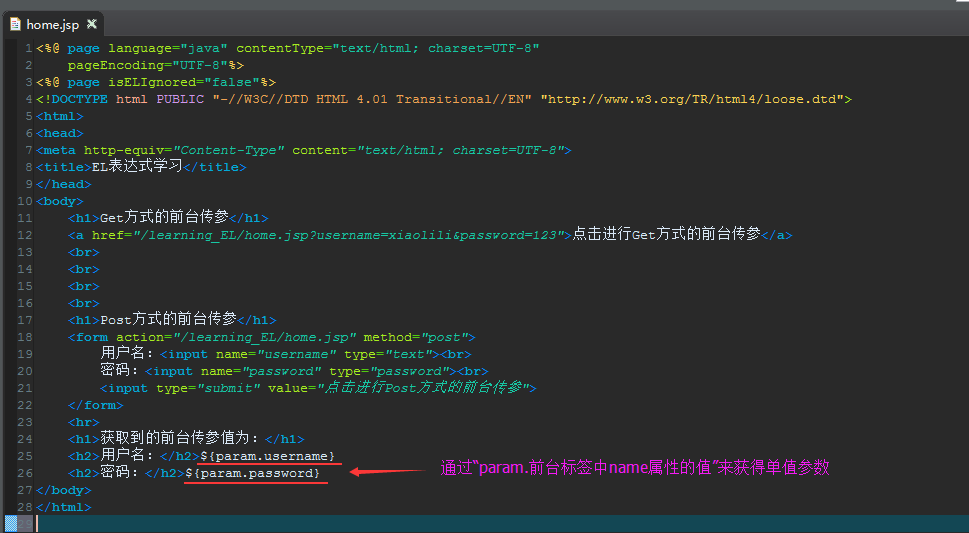 home.jsp
1 <%@ page language="java" contentType="text/html; charset=UTF-8"
2     pageEncoding="UTF-8"%>
3 <%@ page isELIgnored="false"%>
4 <!DOCTYPE html PUBLIC "-//W3C//DTD HTML 4.01 Transitional//EN" "http://www.w3.org/TR/html4/loose.dtd">
5 <html>
6 <head>
7 <meta http-equiv="Content-Type" content="text/html; charset=UTF-8">
8 <title>EL表达式学习</title>
9 </head>
10 <body>
11     <h1>Get方式的前台传参</h1>
12     <a href="/learning_EL/home.jsp?username=xiaolili&password=123">点击进行Get方式的前台传参</a>
13     <br>
14     <br>
15     <br>
16     <br>
17     <h1>Post方式的前台传参</h1>
18     <form action="/learning_EL/home.jsp" method="post">
19         用户名：<input name="username" type="text"><br>
20         密码：<input name="password" type="password"><br>
21         <input type="submit" value="点击进行Post方式的前台传参">
22     </form>
23     <hr>
24     <h1>获取到的前台传参值为：</h1>
25     <h2>用户名：</h2>${param.username}
26     <h2>密码：</h2>${param.password}
通过“param.前台标签中name属性的值”来获得单值参数
27 </body>
28 </html>
29